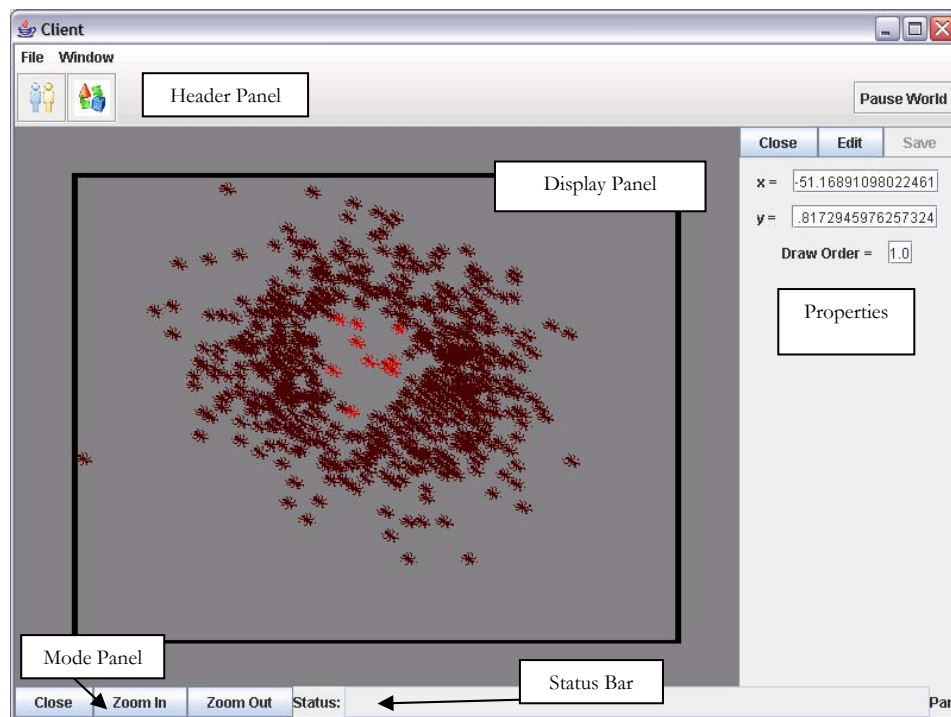 Client
File Window
Header Panel
Pause World
Close Edit Save
x = -51.16891098022461
Display Panel
y = .8172945976257324
Draw Order = 1.0
Properties
Mode Panel
Status Bar
Close Zoom In Zoom Out Status: Pa